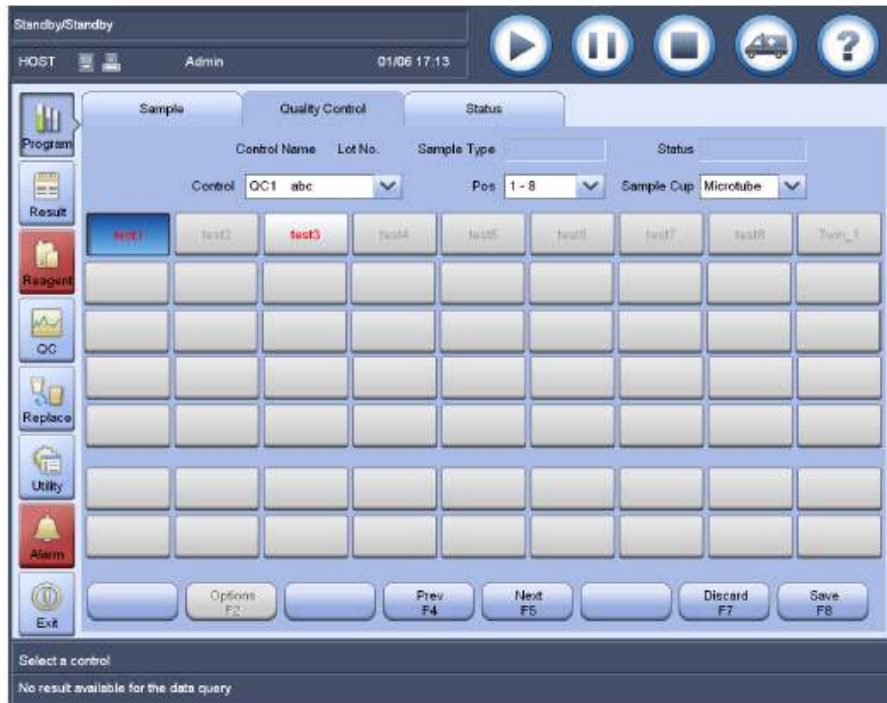 Standby/Standby
HOST Admin 01/06 17:13
Sample Quality Control Status
Program
Control Name Lot No. Sample Type Status
Control QC1 abc Pos 1 - 8 Sample Cup Microtube
Result
test1 test2 test3 test4 test5 test6 test7 test8 Twin_1
Reagent
QC
Replace
Utility
Alarm
Options F2 Prev F4 Next F5 Discard F7 Save F8
Exit
Select a control
No result available for the data query